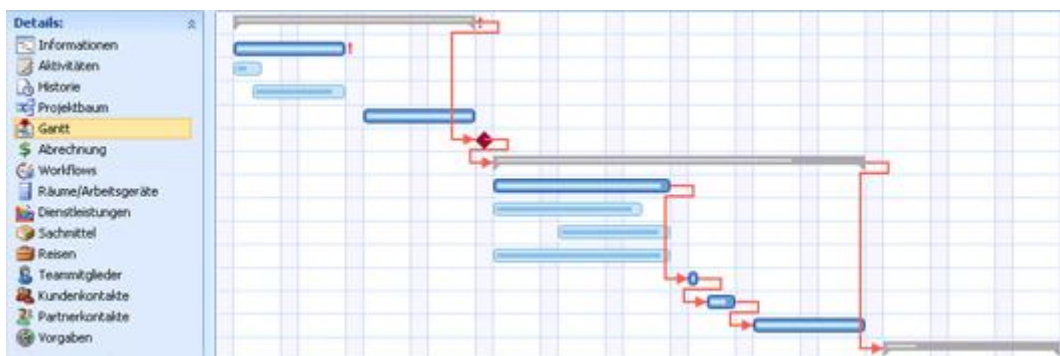 Details:
Informationen
Aktivitäten
Historie
Projektbaum
Gantt
Abrechnung
Workflows
Räume/Arbeitsgeräte
Dienstleistungen
Sachmittel
Reisen
Teammitglieder
Kundenkontakte
Partnerkontakte
Vorgaben